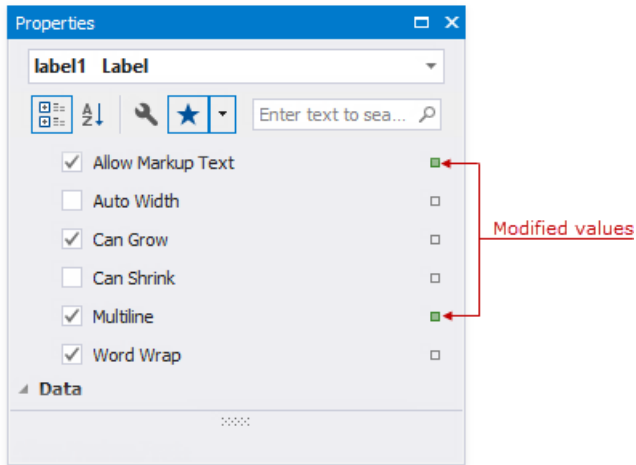 Properties
label1 Label
Enter text to sea...
Allow Markup Text
Auto Width
Can Grow
Modified values
Can Shrink
Multiline
Word Wrap
Data